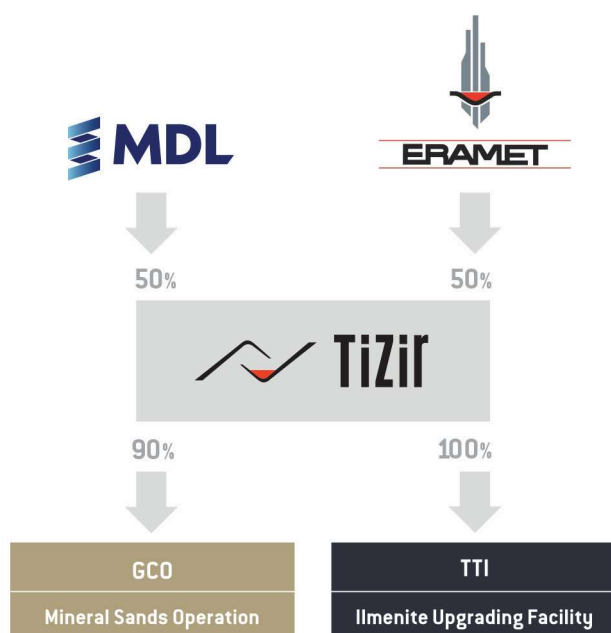 MDL
ERAMET
50% 50%
TiZir
90% 100%
GCO
Mineral Sands Operation
TTI
Ilmenite Upgrading Facility